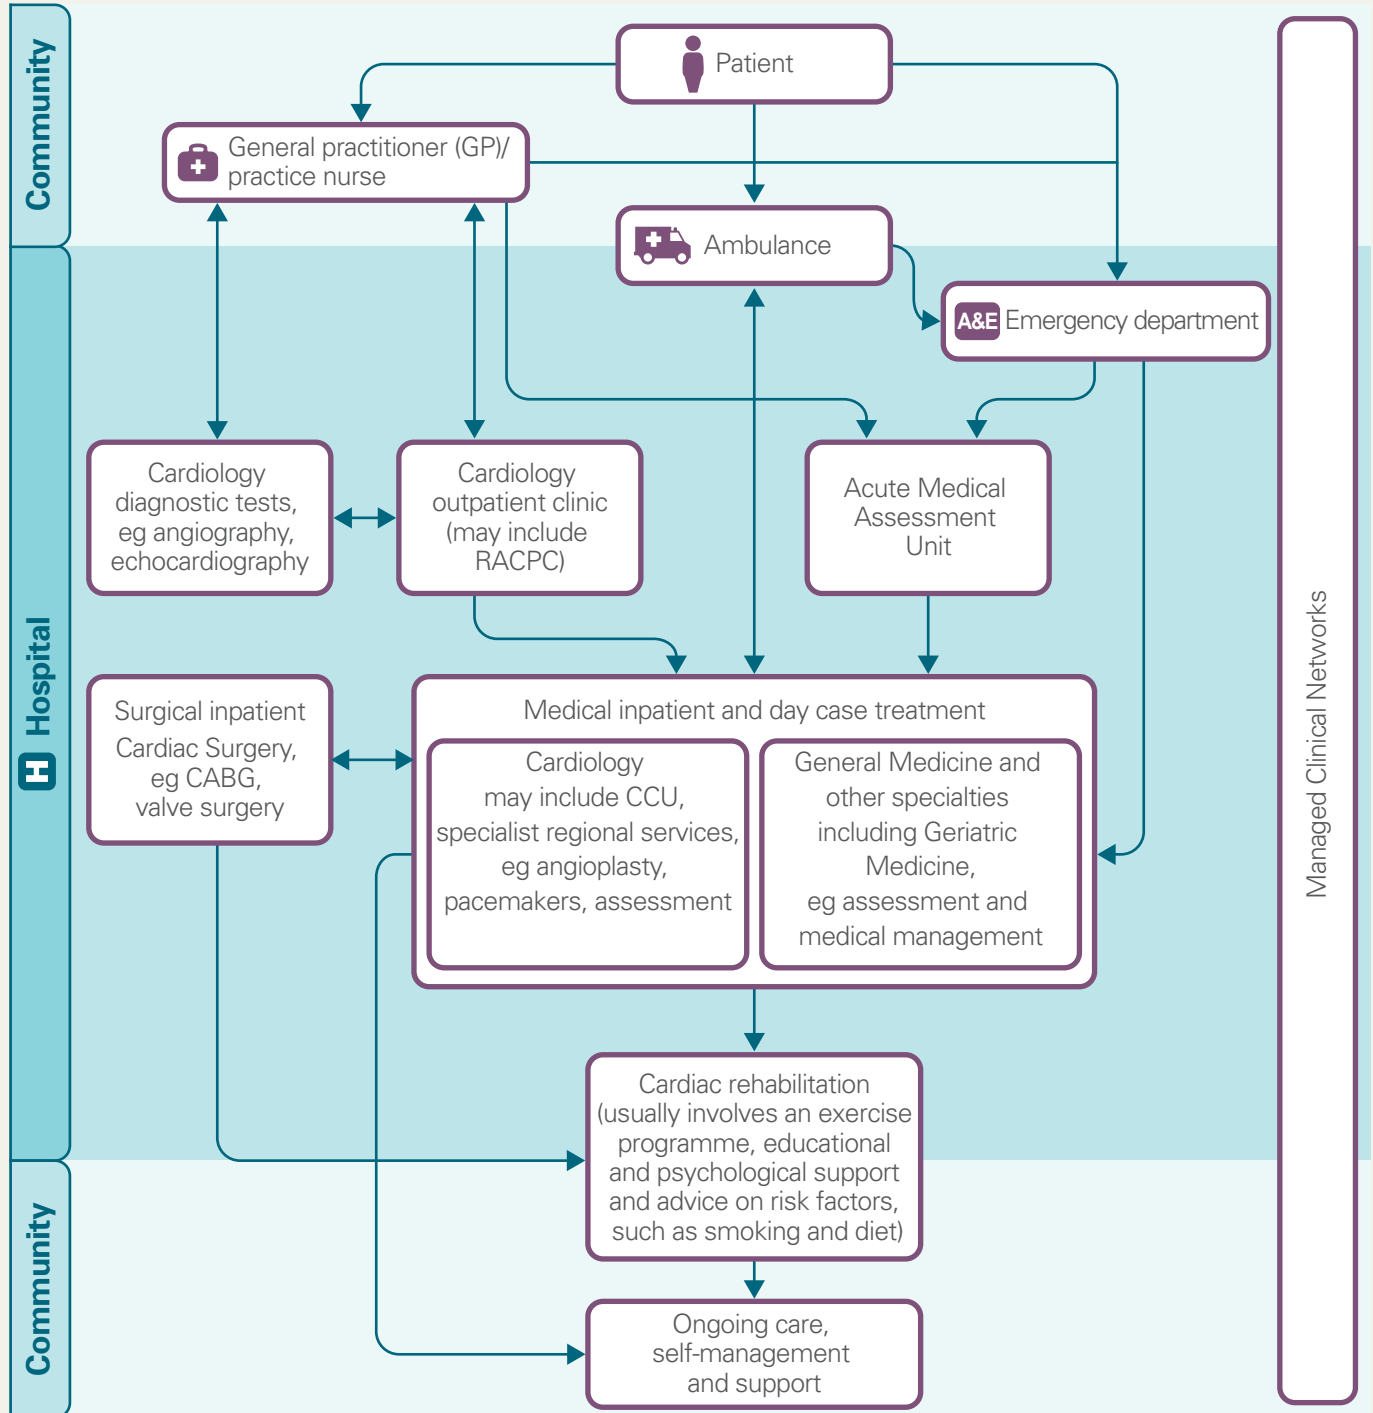 Community
Patient
General practitioner (GP)/
practice nurse
Ambulance
A&E Emergency department
H Hospital
Cardiology
diagnostic tests,
eg angiography,
echocardiography
Cardiology
outpatient clinic
(may include
RACPC)
Acute Medical
Assessment
Unit
Surgical inpatient
Cardiac Surgery,
eg CABG,
valve surgery
Medical inpatient and day case treatment
Cardiology
may include CCU,
specialist regional services,
eg angioplasty,
pacemakers, assessment
General Medicine and
other specialties
including Geriatric
Medicine,
eg assessment and
medical management
Cardiac rehabilitation
(usually involves an exercise
programme, educational
and psychological support
and advice on risk factors,
such as smoking and diet)
Community
Ongoing care,
self-management
and support
Managed Clinical Networks